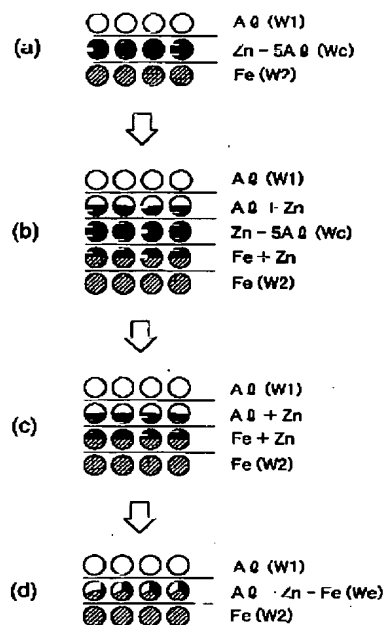 Aℓ (W1)
(a) Zn − 5Aℓ (Wc)
Fe (W2)
Aℓ (W1)
Aℓ + Zn
(b) Zn − 5Aℓ (Wc)
Fe + Zn
Fe (W2)
Aℓ (W1)
(c) Aℓ + Zn
Fe + Zn
Fe (W2)
Aℓ (W1)
(d) Aℓ - Zn − Fe (We)
Fe (W2)